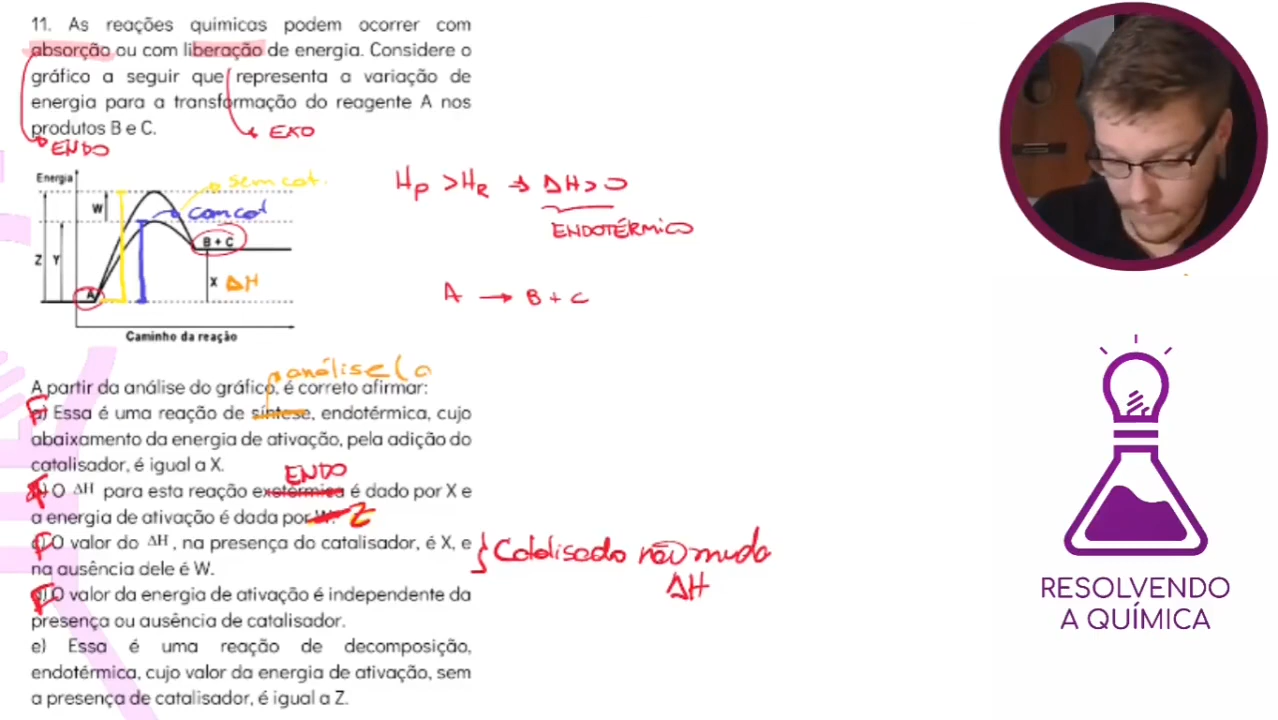 11. As reações quimicas podem ocorrer com
absorção ou com liberação de energia. Considere o
gráfico a seguir que representa a variação de
energia para a transformação do reagente A nos
produtos B e C.
EXO
ENDO
Energia
sem cat.
com cat
W
B + C
Z
Y
X ΔH
A
Caminho da reação
Hp > HR → ΔH > 0
ENDOTÉRMICO
A → B + C
análise (
A partir da análise do gráfico, é correto afirmar:
F
a) Essa é uma reação de síntese, endotérmica, cujo
abaixamento da energia de ativação, pela adição do
catalisador, é igual a X.
ENDO
F
O ΔH para esta reação exotérmica é dado por X e
a energia de ativação é dada por W. Z
F
O valor do ΔH, na presença do catalisador, é X, e
na ausência dele é W.
Catalisado não muda
ΔH
F
O valor da energia de ativação é independente da
presença ou ausência de catalisador.
e) Essa é uma reação de decomposição,
endotérmica, cujo valor da energia de ativação, sem
a presença de catalisador, é igual a Z.
RESOLVENDO
A QUÍMICA